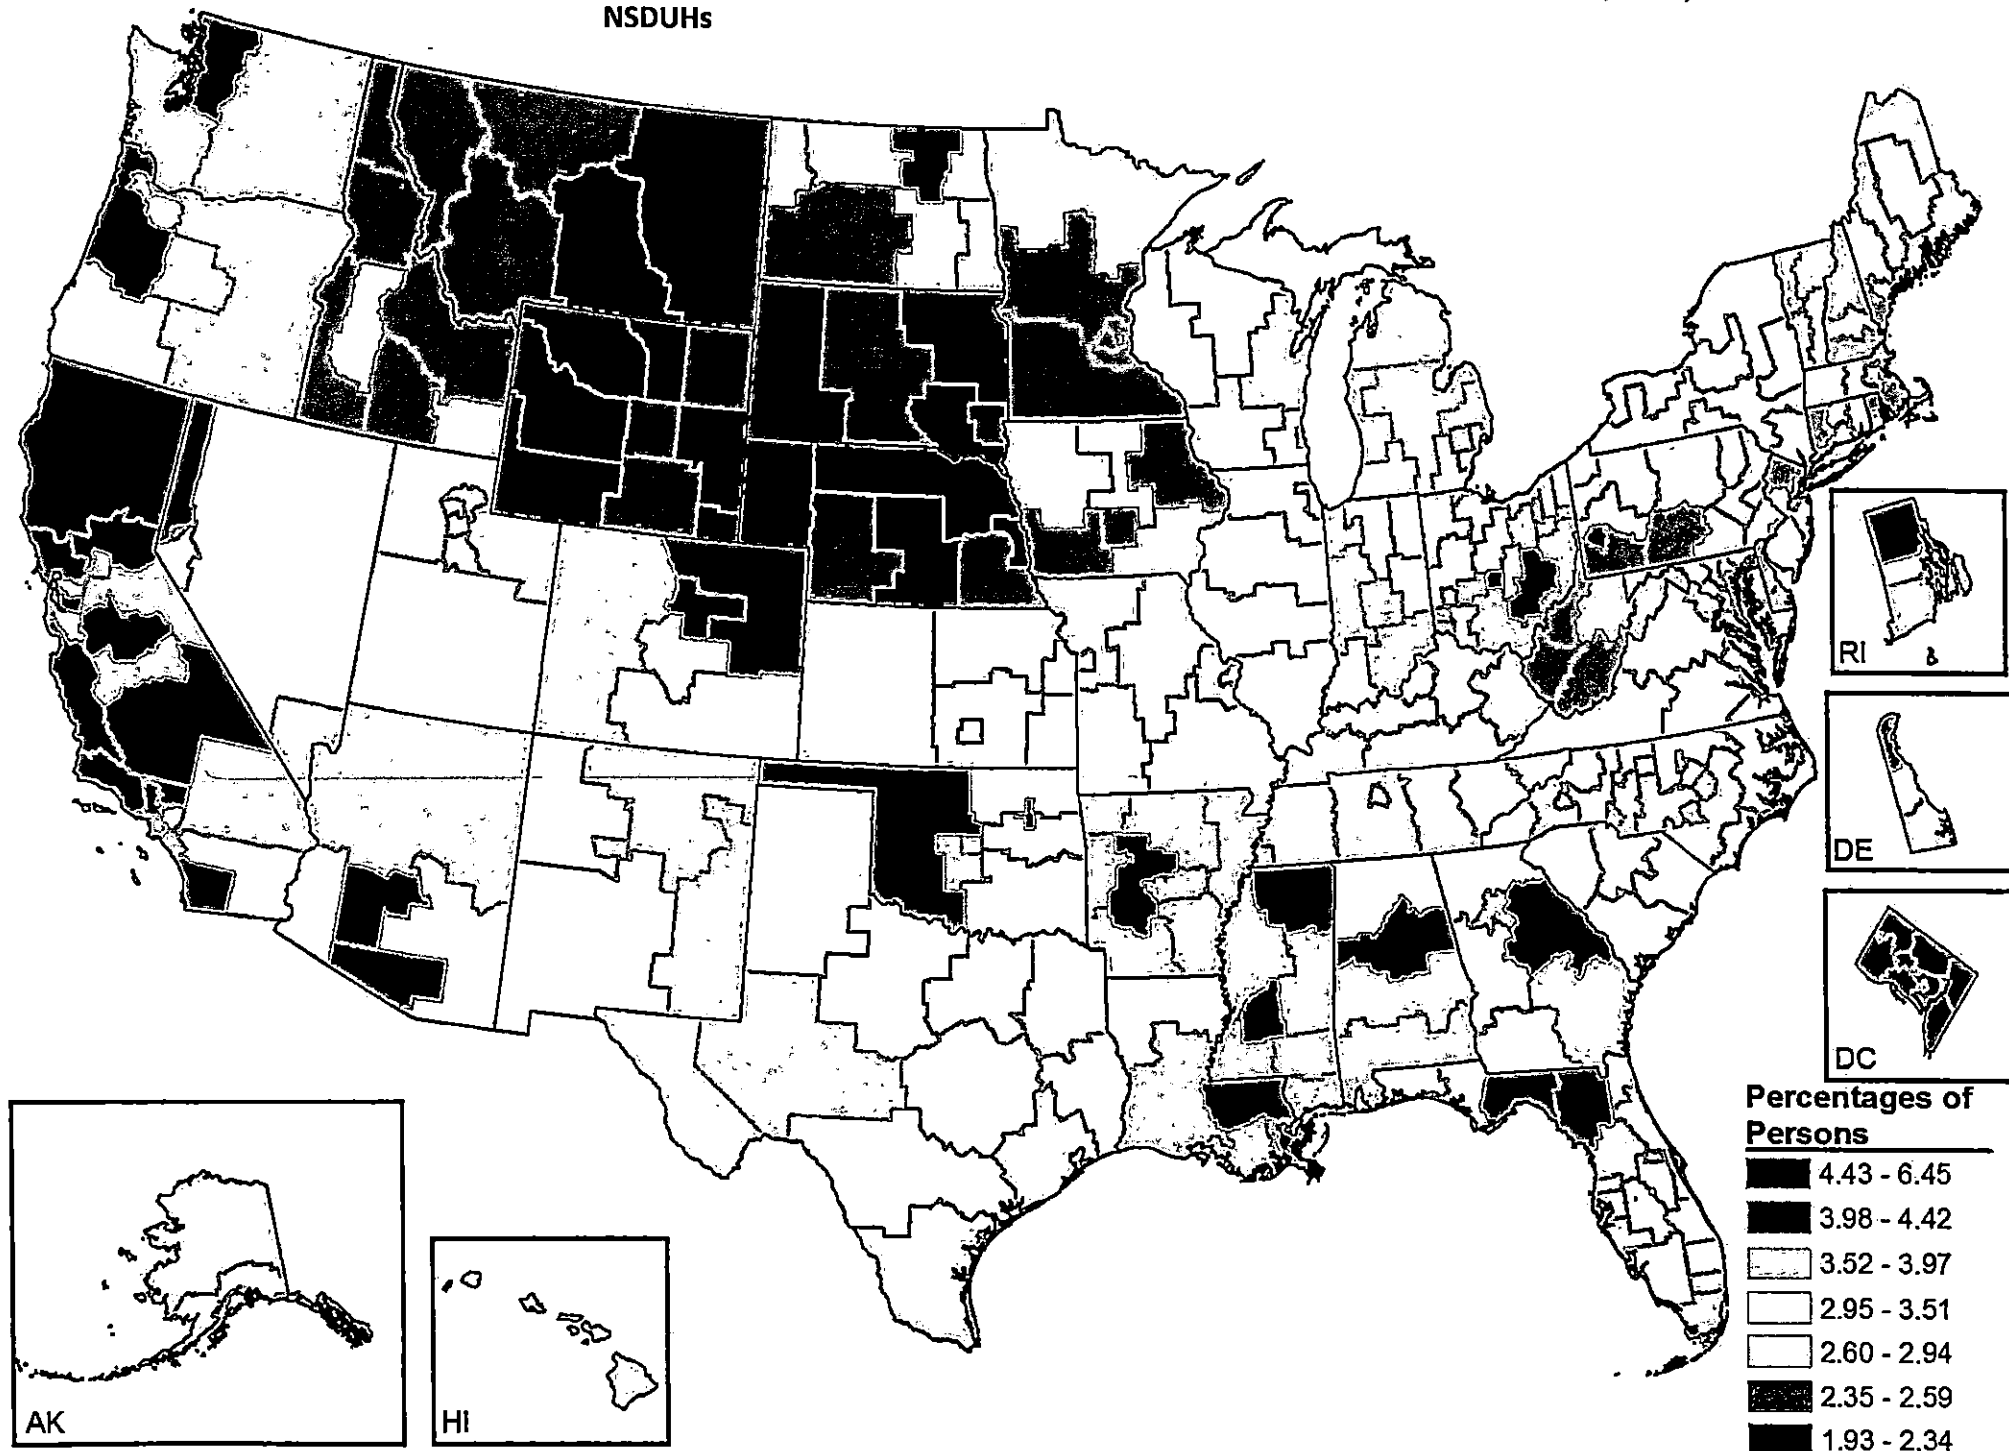 NSDUHs
RI
DE
DC
AK
HI
Percentages of
Persons
4.43 - 6.45
3.98 - 4.42
3.52 - 3.97
2.95 - 3.51
2.60 - 2.94
2.35 - 2.59
1.93 - 2.34